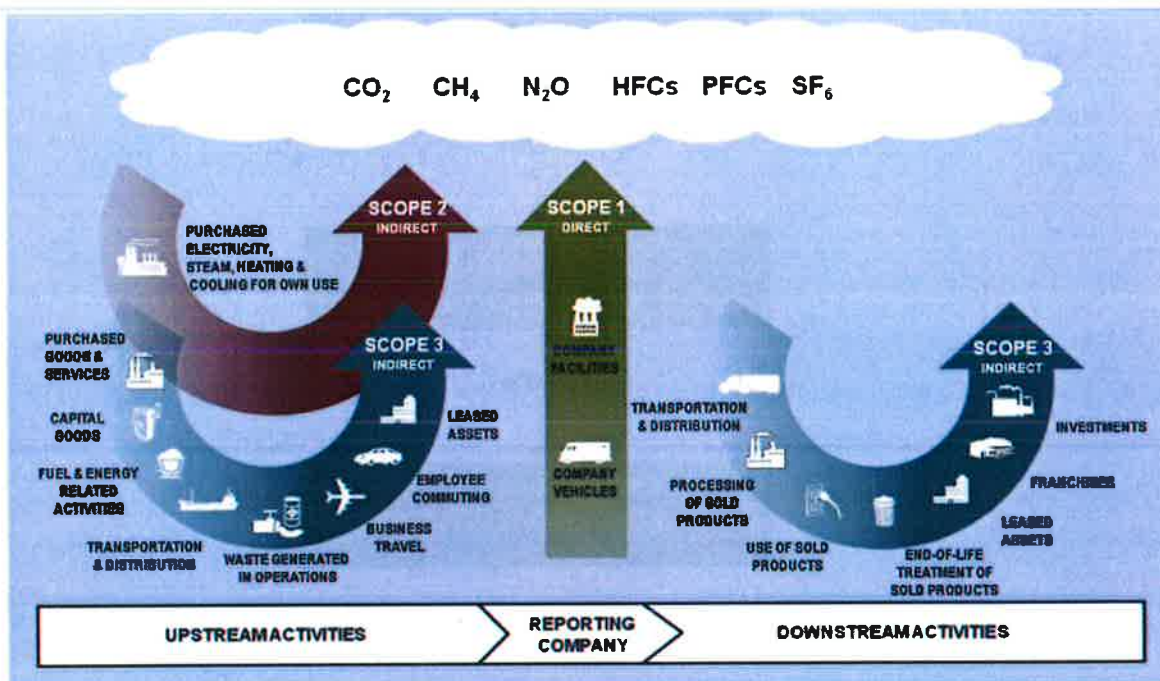 CO₂ CH₄ N₂O HFCs PFCs SF₆
SCOPE 2
INDIRECT
PURCHASED
ELECTRICITY,
STEAM, HEATING &
COOLING FOR OWN USE
SCOPE 1
DIRECT
COMPANY
FACILITIES
COMPANY
VEHICLES
SCOPE 3
INDIRECT
PURCHASED
GOODS &
SERVICES
CAPITAL
GOODS
FUEL & ENERGY
RELATED
ACTIVITIES
TRANSPORTATION
& DISTRIBUTION
WASTE GENERATED
IN OPERATIONS
BUSINESS
TRAVEL
EMPLOYEE
COMMUTING
LEASED
ASSETS
SCOPE 3
INDIRECT
TRANSPORTATION
& DISTRIBUTION
PROCESSING
OF SOLD
PRODUCTS
USE OF SOLD
PRODUCTS
END-OF-LIFE
TREATMENT OF
SOLD PRODUCTS
LEASED
ASSETS
FRANCHISES
INVESTMENTS
UPSTREAM ACTIVITIES
REPORTING
COMPANY
DOWNSTREAM ACTIVITIES